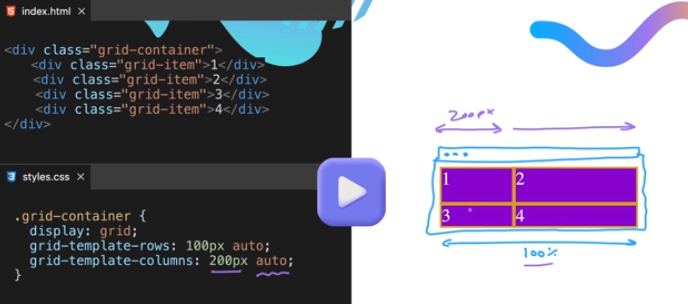 index.html
<div class="grid-container">
<div class="grid-item">1</div>
<div class="grid-item">2</div>
<div class="grid-item">3</div>
<div class="grid-item">4</div>
</div>
styles.css
.grid-container {
display: grid;
grid-template-rows: 100px auto;
grid-template-columns: 200px auto;
}
200px
1 2
3 4
100%